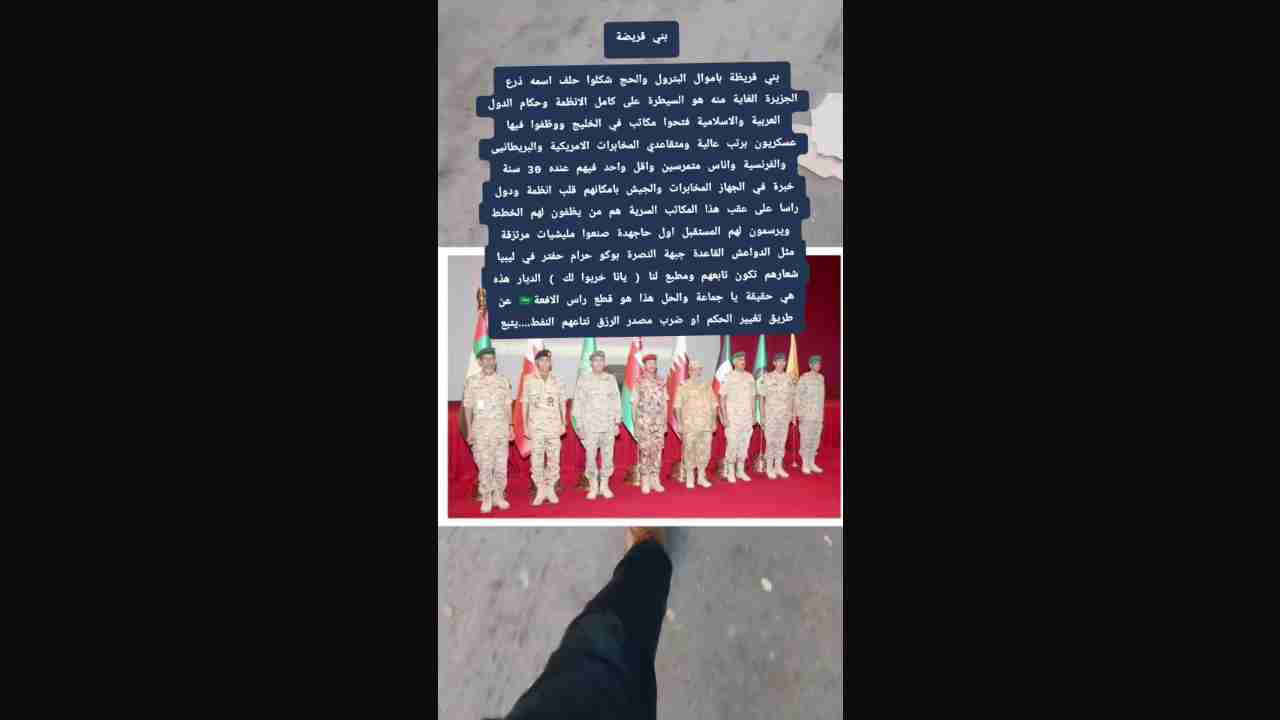 بني قريضة
بني قريظة باموال البترول والحج شكلوا حلف اسمه ذرع
الجزيرة الغاية منه هو السيطرة على كامل الانظمة وحكام الدول
العربية والاسلامية فتحوا مكاتب في الخليج ووظفوا فيها
عسكريون برتب عالية ومتقاعدي المخابرات الامريكية والبريطانيى
والفرنسية واناس متمرسين واقل واحد فيهم عنده 30 سنة
خبرة في الجهاز المخابرات والجيش بامكانهم قلب انظمة ودول
راسا على عقب هذا المكاتب السرية هم من يظفون لهم الخطط
ويرسمون لهم المستقبل اول حاجهدة صنعوا مليشيات مرتزقة
مثل الدواعش القاعدة جبهة النصرة بوكو حرام حفتر في ليبيا
شعارهم تكون تابعهم ومطيع لنا ( يانا خربوا لك ) الديار هذه
هي حقيقة يا جماعة والحل هذا هو قطع راس الافعة🇸🇦 عن
طريق تغيير الحكم او ضرب مصدر الرزق نتاعهم النفط....يتبع